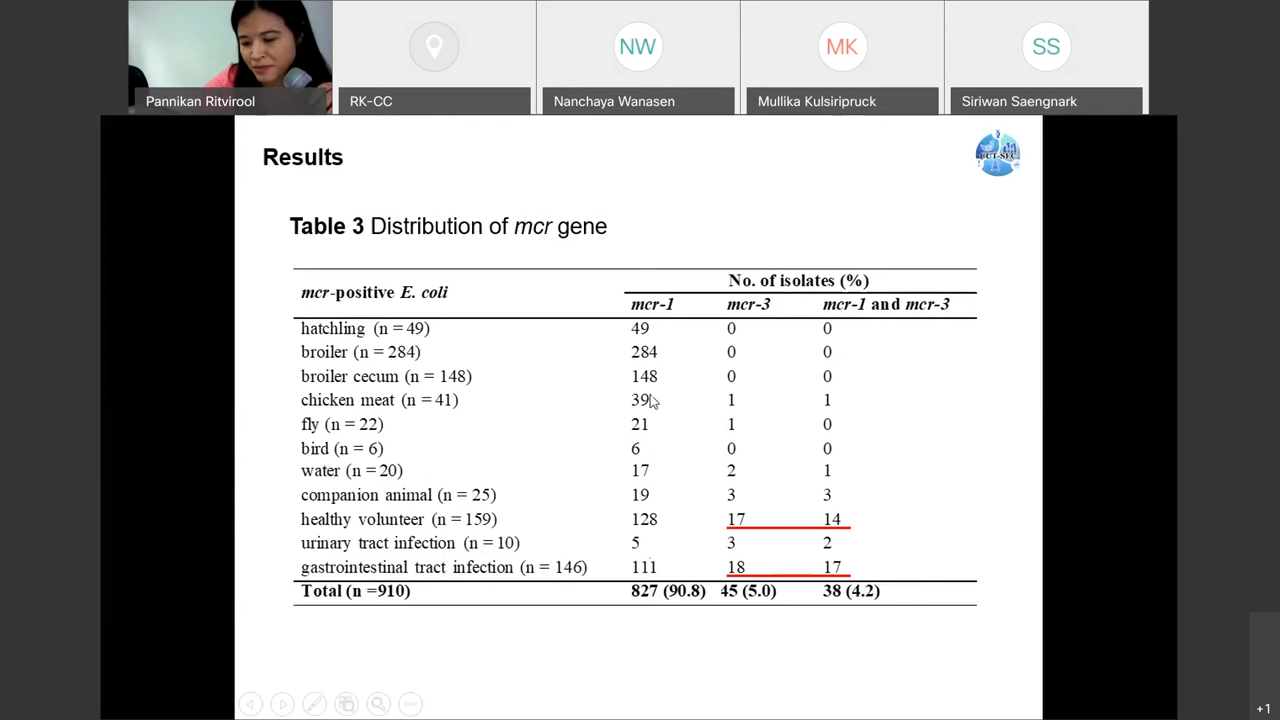 NW
MK
SS
Pannikan Ritvirool
RK-CC
Nanchaya Wanasen
Mullika Kulsiripruck
Siriwan Saengnark
Results
Table 3 Distribution of mcr gene
mcr-positive E. coli
No. of isolates (%)
mcr-1 mcr-3 mcr-1 and mcr-3
hatchling (n = 49) 49 0 0
broiler (n = 284) 284 0 0
broiler cecum (n = 148) 148 0 0
chicken meat (n = 41) 39 1 1
fly (n = 22) 21 1 0
bird (n = 6) 6 0 0
water (n = 20) 17 2 1
companion animal (n = 25) 19 3 3
healthy volunteer (n = 159) 128 17 14
urinary tract infection (n = 10) 5 3 2
gastrointestinal tract infection (n = 146) 111 18 17
Total (n =910) 827 (90.8) 45 (5.0) 38 (4.2)
+1